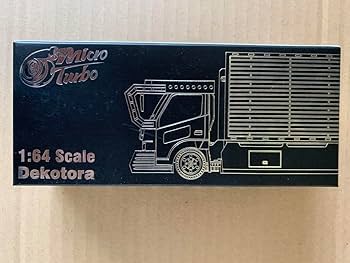 Micro
Turbo
1:64 Scale
Dekotora